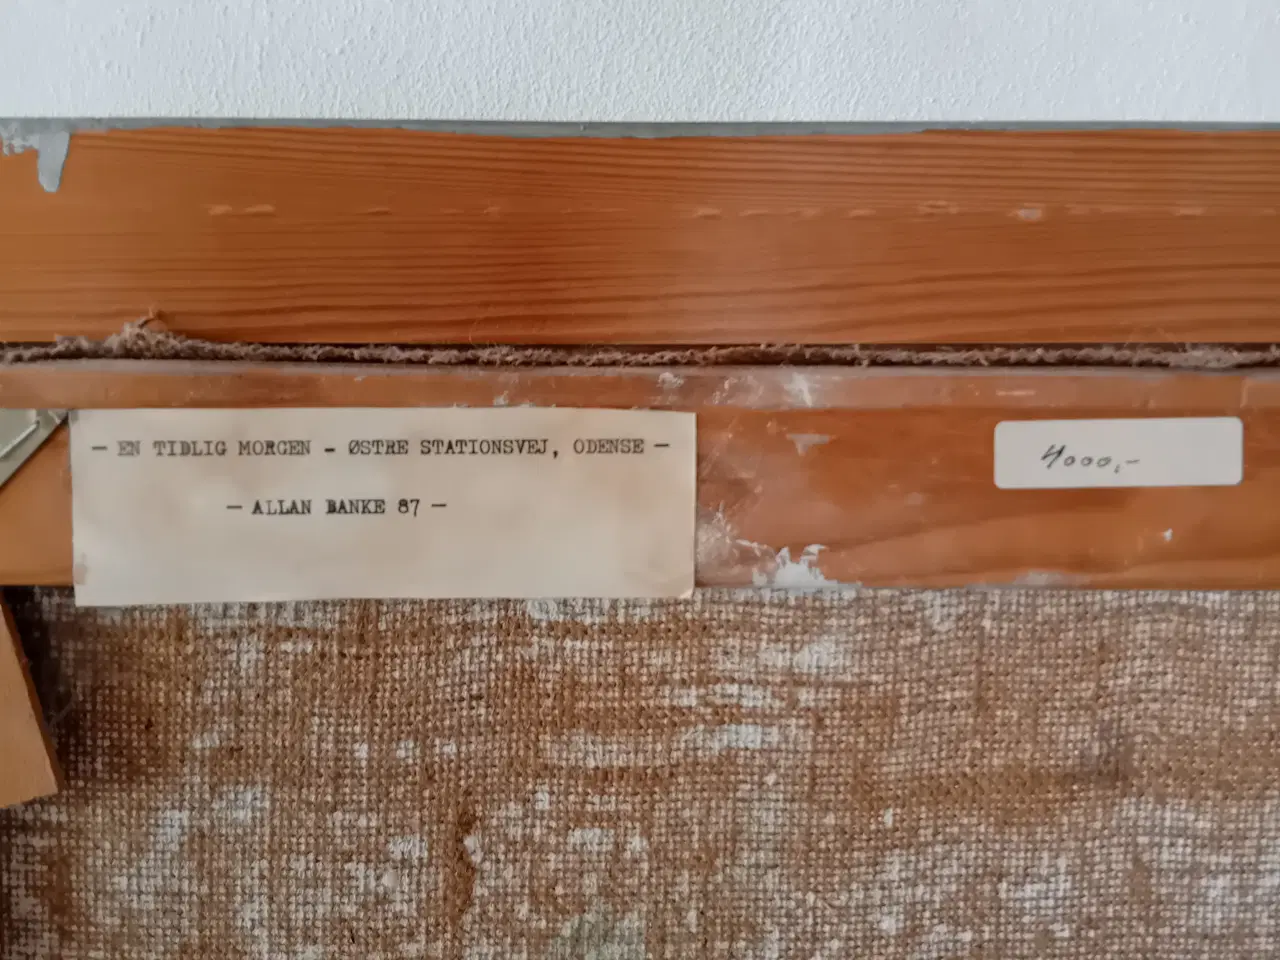 — EN TIDLIG MORGEN – ØSTRE STATIONSVEJ, ODENSE —
— ALLAN BANKE 87 —
4000,-